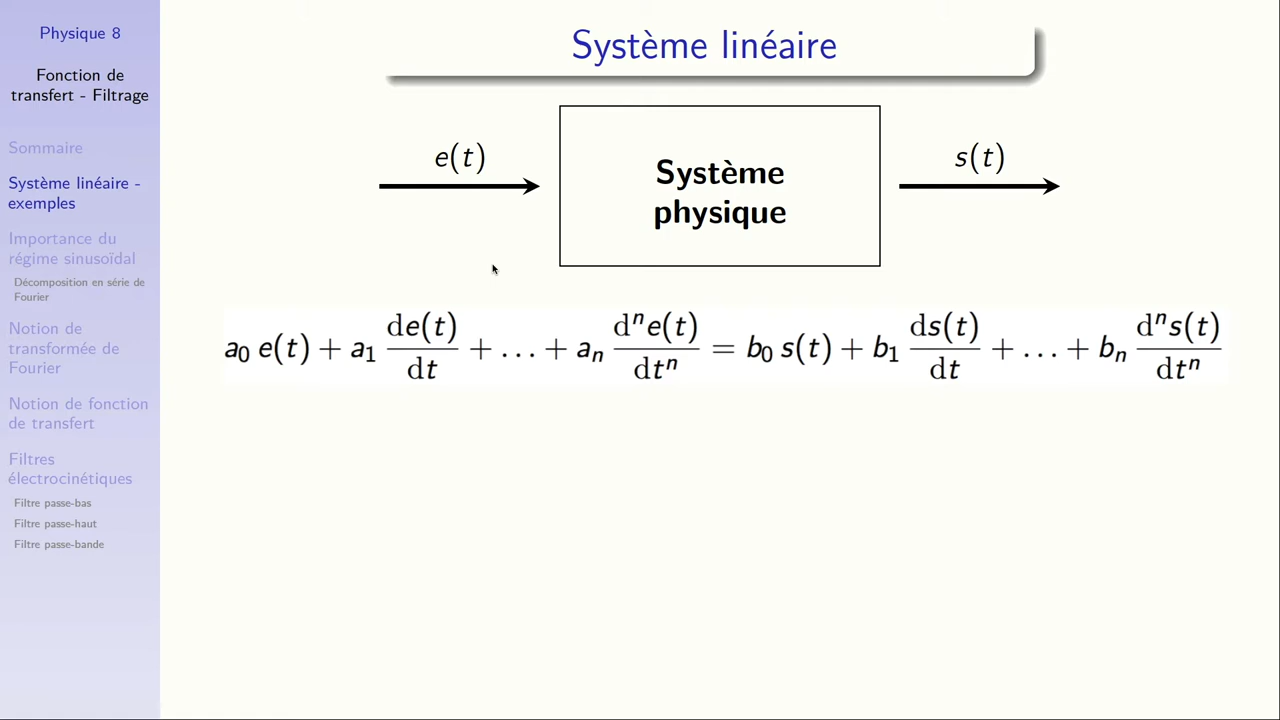 Physique 8
Fonction de
transfert - Filtrage
Sommaire
Système linéaire -
exemples
Importance du
régime sinusoïdal
Décomposition en série de
Fourier
Notion de
transformée de
Fourier
Notion de fonction
de transfert
Filtres
électrocinétiques
Filtre passe-bas
Filtre passe-haut
Filtre passe-bande
Système linéaire
e(t)
Système
physique
s(t)
a₀ e(t) + a₁ de(t)/dt + … + aₙ dⁿe(t)/dtⁿ = b₀ s(t) + b₁ ds(t)/dt + … + bₙ dⁿs(t)/dtⁿ